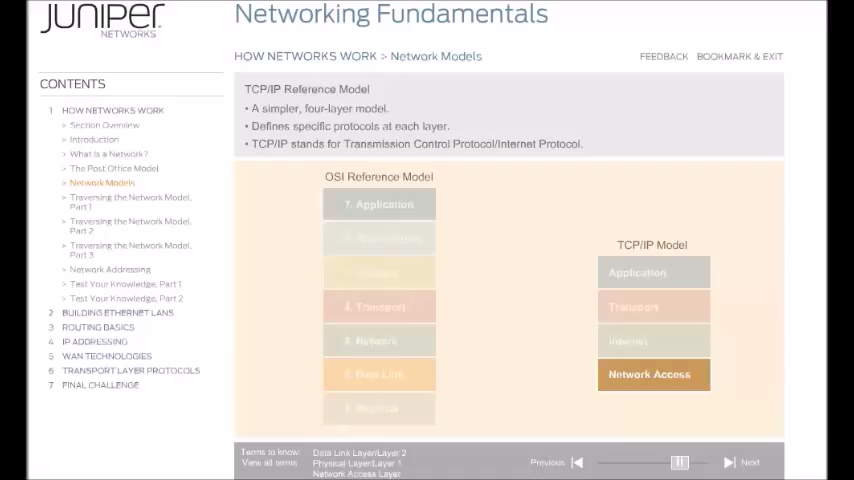 JUNIPER
NETWORKS
Networking Fundamentals
HOW NETWORKS WORK > Network Models
FEEDBACK BOOKMARK & EXIT
CONTENTS
1 HOW NETWORKS WORK
> Section Overview
> Introduction
> What is a Network?
> The Post Office Model
> Network Models
> Traversing the Network Model,
Part 1
> Traversing the Network Model,
Part 2
> Traversing the Network Model,
Part 3
> Network Addressing
> Test Your Knowledge, Part 1
> Test Your Knowledge, Part 2
2 BUILDING ETHERNET LANS
3 ROUTING BASICS
4 IP ADDRESSING
5 WAN TECHNOLOGIES
6 TRANSPORT LAYER PROTOCOLS
7 FINAL CHALLENGE
TCP/IP Reference Model
• A simpler, four-layer model.
• Defines specific protocols at each layer.
• TCP/IP stands for Transmission Control Protocol/Internet Protocol.
OSI Reference Model
7. Application
4. Transport
3. Network
2. Data Link
1. Physical
TCP/IP Model
Application
Transport
Internet
Network Access
Terms to know:
View all terms
Data Link Layer/Layer 2
Physical Layer/Layer 1
Network Access Layer
Previous
Next